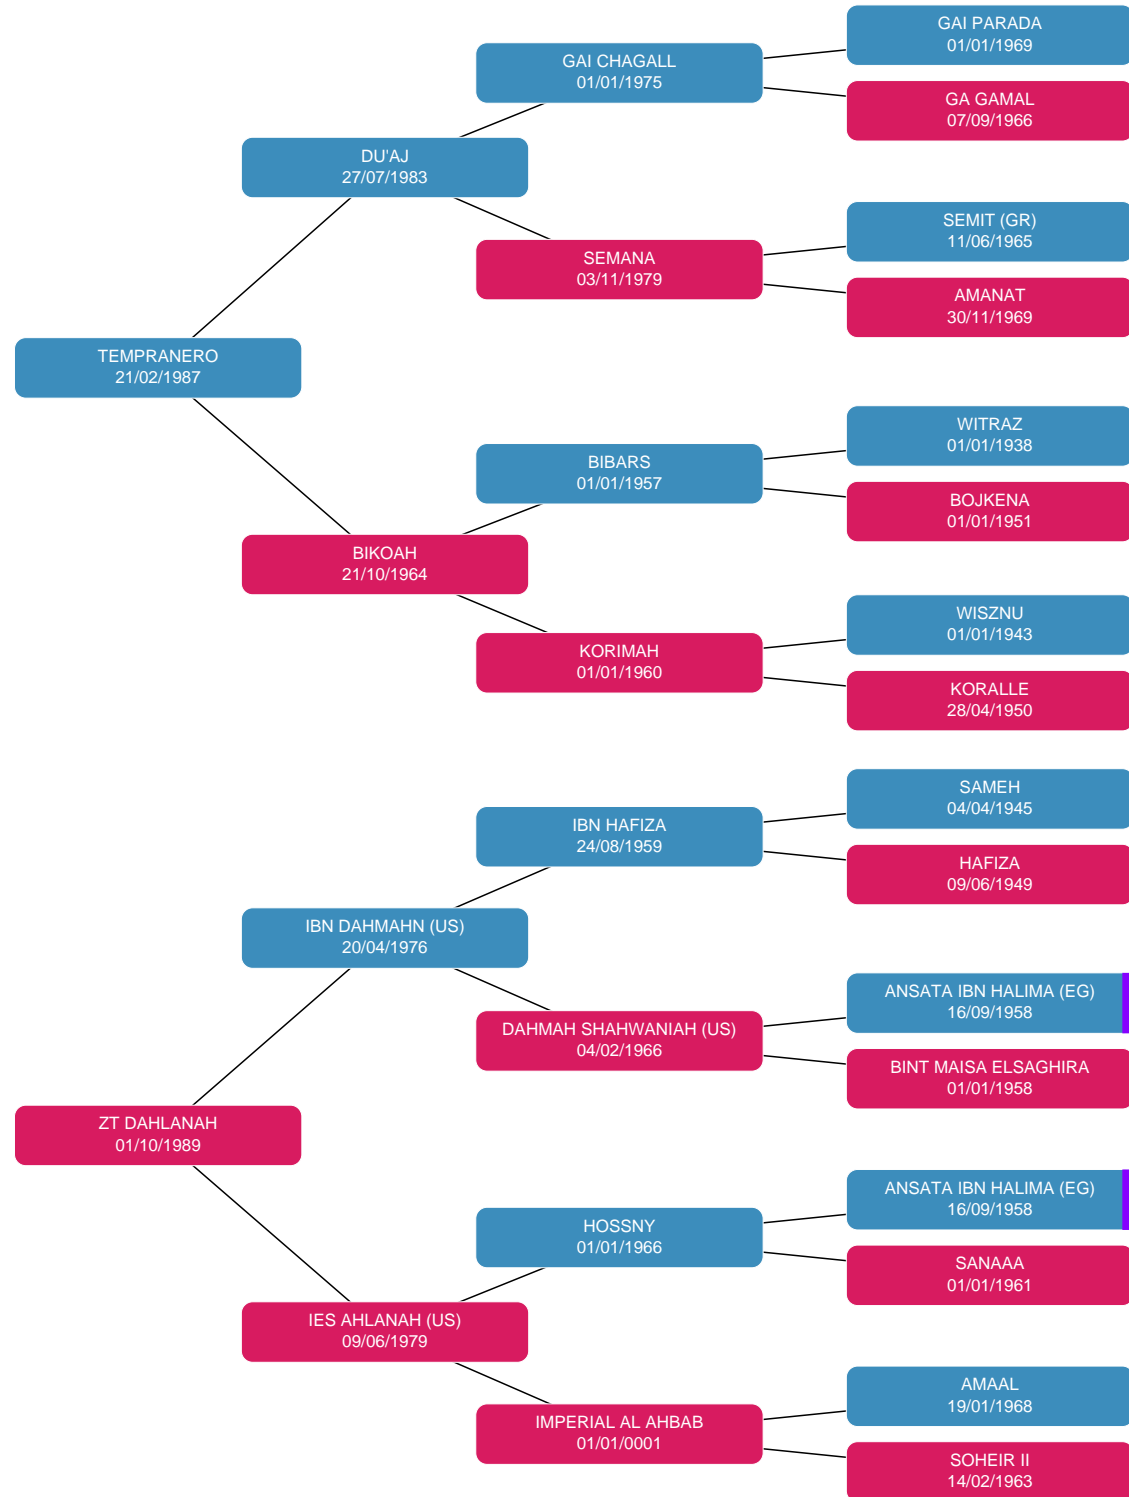 GAI PARADA
01/01/1969
GAI CHAGALL
01/01/1975
GA GAMAL
07/09/1966
DU'AJ
27/07/1983
SEMIT (GR)
11/06/1965
SEMANA
03/11/1979
AMANAT
30/11/1969
TEMPRANERO
21/02/1987
WITRAZ
01/01/1938
BIBARS
01/01/1957
BOJKENA
01/01/1951
BIKOAH
21/10/1964
WISZNU
01/01/1943
KORIMAH
01/01/1960
KORALLE
28/04/1950
SAMEH
04/04/1945
IBN HAFIZA
24/08/1959
HAFIZA
09/06/1949
IBN DAHMAHN (US)
20/04/1976
ANSATA IBN HALIMA (EG)
16/09/1958
DAHMAH SHAHWANIAH (US)
04/02/1966
BINT MAISA ELSAGHIRA
01/01/1958
ZT DAHLANAH
01/10/1989
ANSATA IBN HALIMA (EG)
16/09/1958
HOSSNY
01/01/1966
SANAAA
01/01/1961
IES AHLANAH (US)
09/06/1979
AMAAL
19/01/1968
IMPERIAL AL AHBAB
01/01/0001
SOHEIR II
14/02/1963